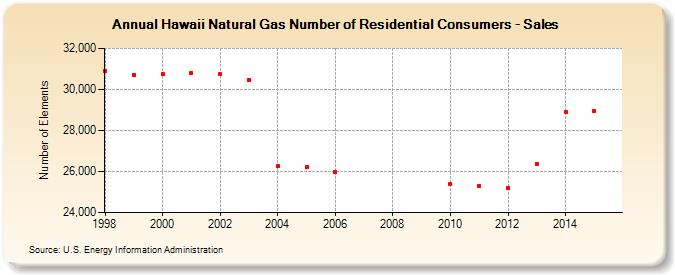 Annual Hawaii Natural Gas Number of Residential Consumers - Sales
Number of Elements
32,000
30,000
28,000
26,000
24,000
1998 2000 2002 2004 2006 2008 2010 2012 2014
Source: U.S. Energy Information Administration